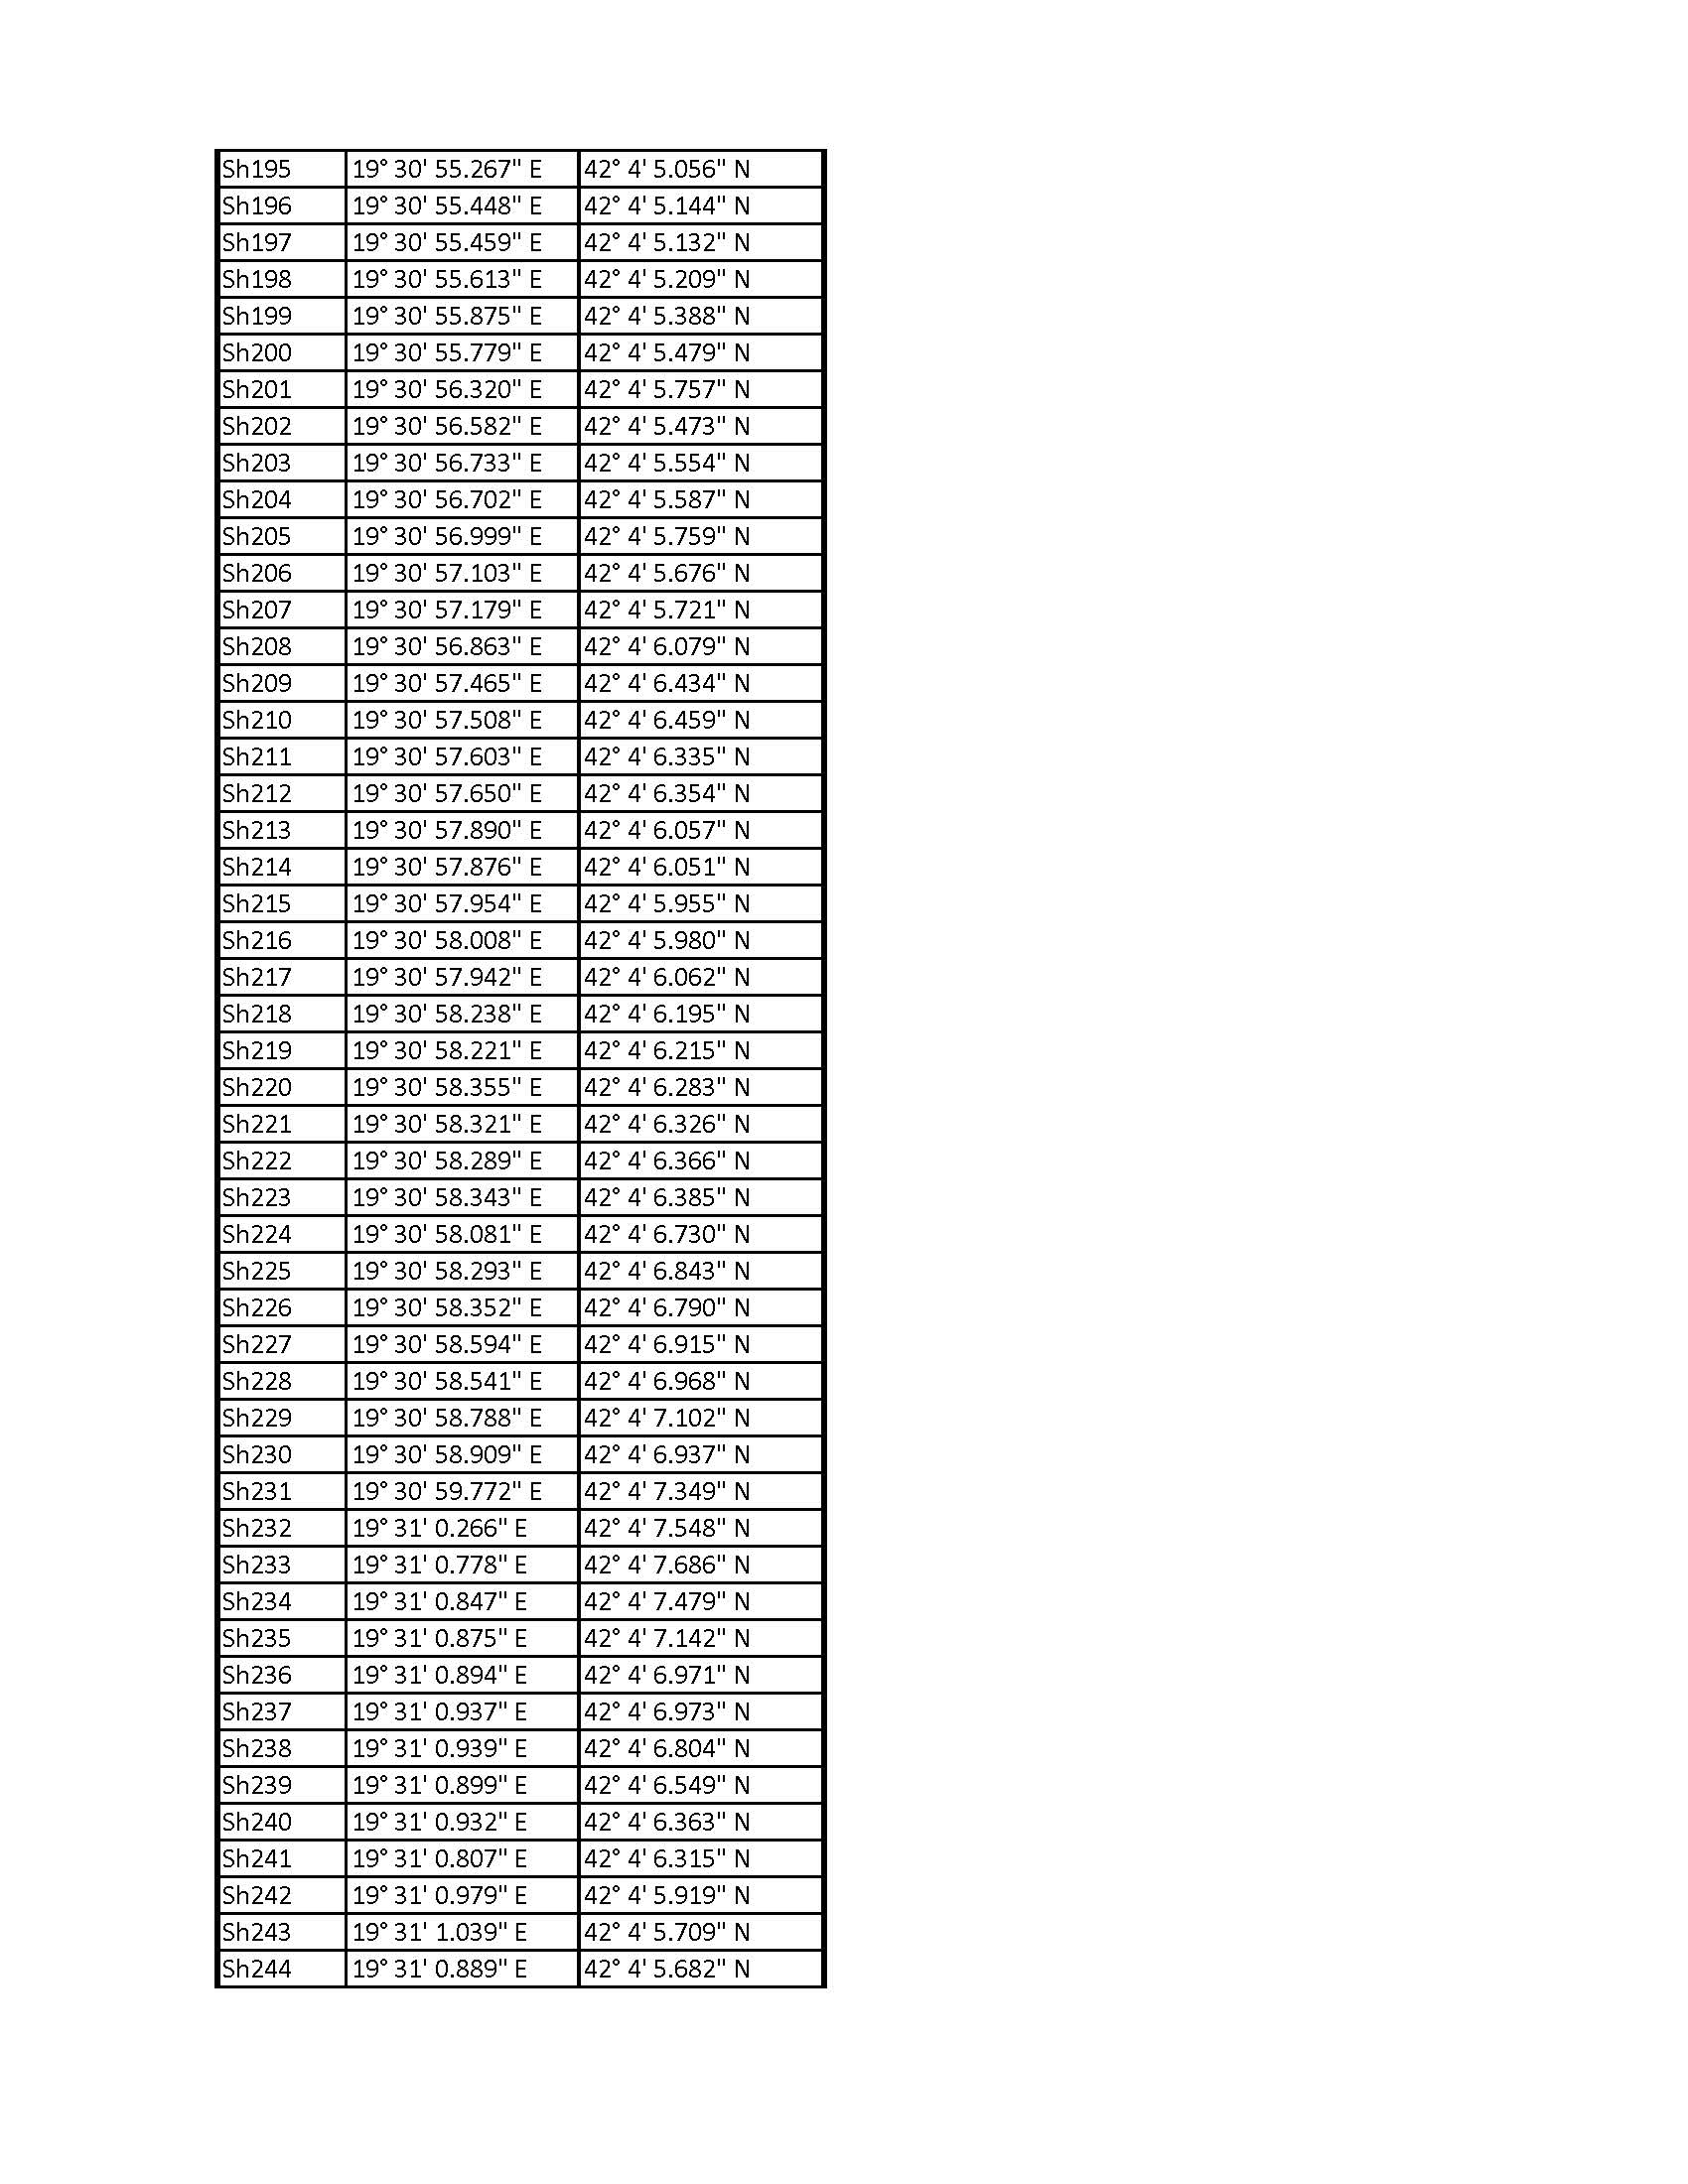 Sh195 19° 30' 55.267" E 42° 4' 5.056" N
Sh196 19° 30' 55.448" E 42° 4' 5.144" N
Sh197 19° 30' 55.459" E 42° 4' 5.132" N
Sh198 19° 30' 55.613" E 42° 4' 5.209" N
Sh199 19° 30' 55.875" E 42° 4' 5.388" N
Sh200 19° 30' 55.779" E 42° 4' 5.479" N
Sh201 19° 30' 56.320" E 42° 4' 5.757" N
Sh202 19° 30' 56.582" E 42° 4' 5.473" N
Sh203 19° 30' 56.733" E 42° 4' 5.554" N
Sh204 19° 30' 56.702" E 42° 4' 5.587" N
Sh205 19° 30' 56.999" E 42° 4' 5.759" N
Sh206 19° 30' 57.103" E 42° 4' 5.676" N
Sh207 19° 30' 57.179" E 42° 4' 5.721" N
Sh208 19° 30' 56.863" E 42° 4' 6.079" N
Sh209 19° 30' 57.465" E 42° 4' 6.434" N
Sh210 19° 30' 57.508" E 42° 4' 6.459" N
Sh211 19° 30' 57.603" E 42° 4' 6.335" N
Sh212 19° 30' 57.650" E 42° 4' 6.354" N
Sh213 19° 30' 57.890" E 42° 4' 6.057" N
Sh214 19° 30' 57.876" E 42° 4' 6.051" N
Sh215 19° 30' 57.954" E 42° 4' 5.955" N
Sh216 19° 30' 58.008" E 42° 4' 5.980" N
Sh217 19° 30' 57.942" E 42° 4' 6.062" N
Sh218 19° 30' 58.238" E 42° 4' 6.195" N
Sh219 19° 30' 58.221" E 42° 4' 6.215" N
Sh220 19° 30' 58.355" E 42° 4' 6.283" N
Sh221 19° 30' 58.321" E 42° 4' 6.326" N
Sh222 19° 30' 58.289" E 42° 4' 6.366" N
Sh223 19° 30' 58.343" E 42° 4' 6.385" N
Sh224 19° 30' 58.081" E 42° 4' 6.730" N
Sh225 19° 30' 58.293" E 42° 4' 6.843" N
Sh226 19° 30' 58.352" E 42° 4' 6.790" N
Sh227 19° 30' 58.594" E 42° 4' 6.915" N
Sh228 19° 30' 58.541" E 42° 4' 6.968" N
Sh229 19° 30' 58.788" E 42° 4' 7.102" N
Sh230 19° 30' 58.909" E 42° 4' 6.937" N
Sh231 19° 30' 59.772" E 42° 4' 7.349" N
Sh232 19° 31' 0.266" E 42° 4' 7.548" N
Sh233 19° 31' 0.778" E 42° 4' 7.686" N
Sh234 19° 31' 0.847" E 42° 4' 7.479" N
Sh235 19° 31' 0.875" E 42° 4' 7.142" N
Sh236 19° 31' 0.894" E 42° 4' 6.971" N
Sh237 19° 31' 0.937" E 42° 4' 6.973" N
Sh238 19° 31' 0.939" E 42° 4' 6.804" N
Sh239 19° 31' 0.899" E 42° 4' 6.549" N
Sh240 19° 31' 0.932" E 42° 4' 6.363" N
Sh241 19° 31' 0.807" E 42° 4' 6.315" N
Sh242 19° 31' 0.979" E 42° 4' 5.919" N
Sh243 19° 31' 1.039" E 42° 4' 5.709" N
Sh244 19° 31' 0.889" E 42° 4' 5.682" N